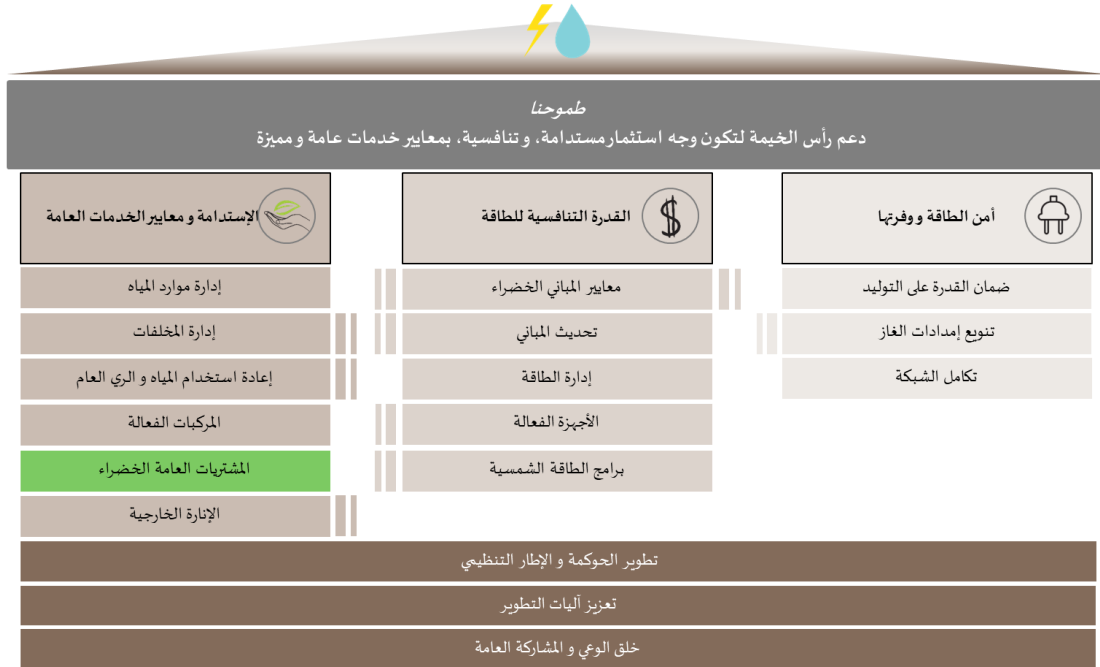 طموحنا
دعم رأس الخيمة لتكون وجه استثمار مستدامة، و تنافسية، بمعايير خدمات عامة و مميزة
أمن الطاقة و وفرتها
ضمان القدرة على التوليد
تنويع إمدادات الغاز
تكامل الشبكة
القدرة التنافسية للطاقة
معايير المباني الخضراء
تحديث المباني
إدارة الطاقة
الأجهزة الفعالة
برامج الطاقة الشمسية
الإستدامة و معايير الخدمات العامة
إدارة موارد المياه
إدارة المخلفات
إعادة استخدام المياه و الري العام
المركبات الفعالة
المشتريات العامة الخضراء
الإنارة الخارجية
تطوير الحوكمة و الإطار التنظيمي
تعزيز آليات التطوير
خلق الوعي و المشاركة العامة